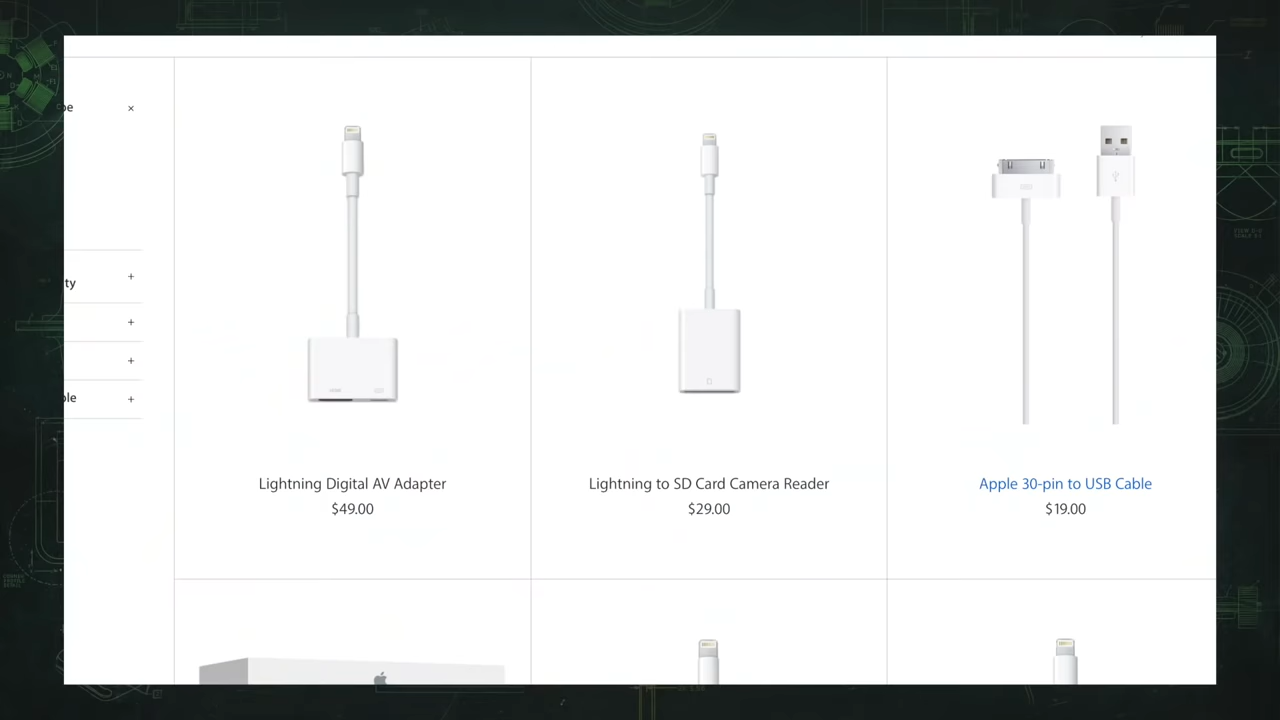 Lightning Digital AV Adapter
$49.00
Lightning to SD Card Camera Reader
$29.00
Apple 30-pin to USB Cable
$19.00
ty